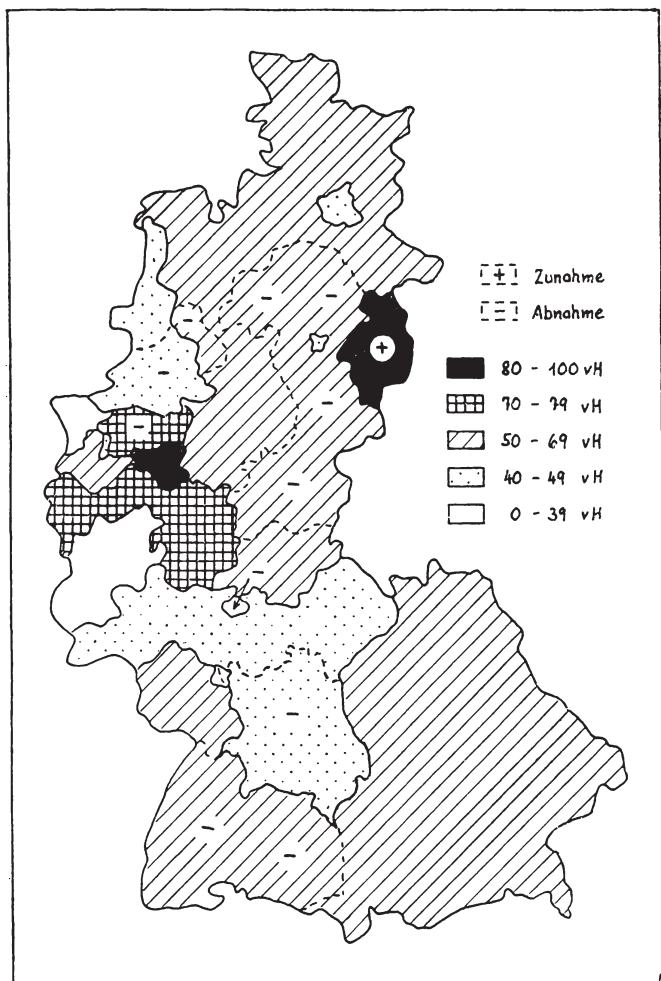 + Zunahme
- Abnahme
80 - 100 vH
70 - 79 vH
50 - 69 vH
40 - 49 vH
0 - 39 vH